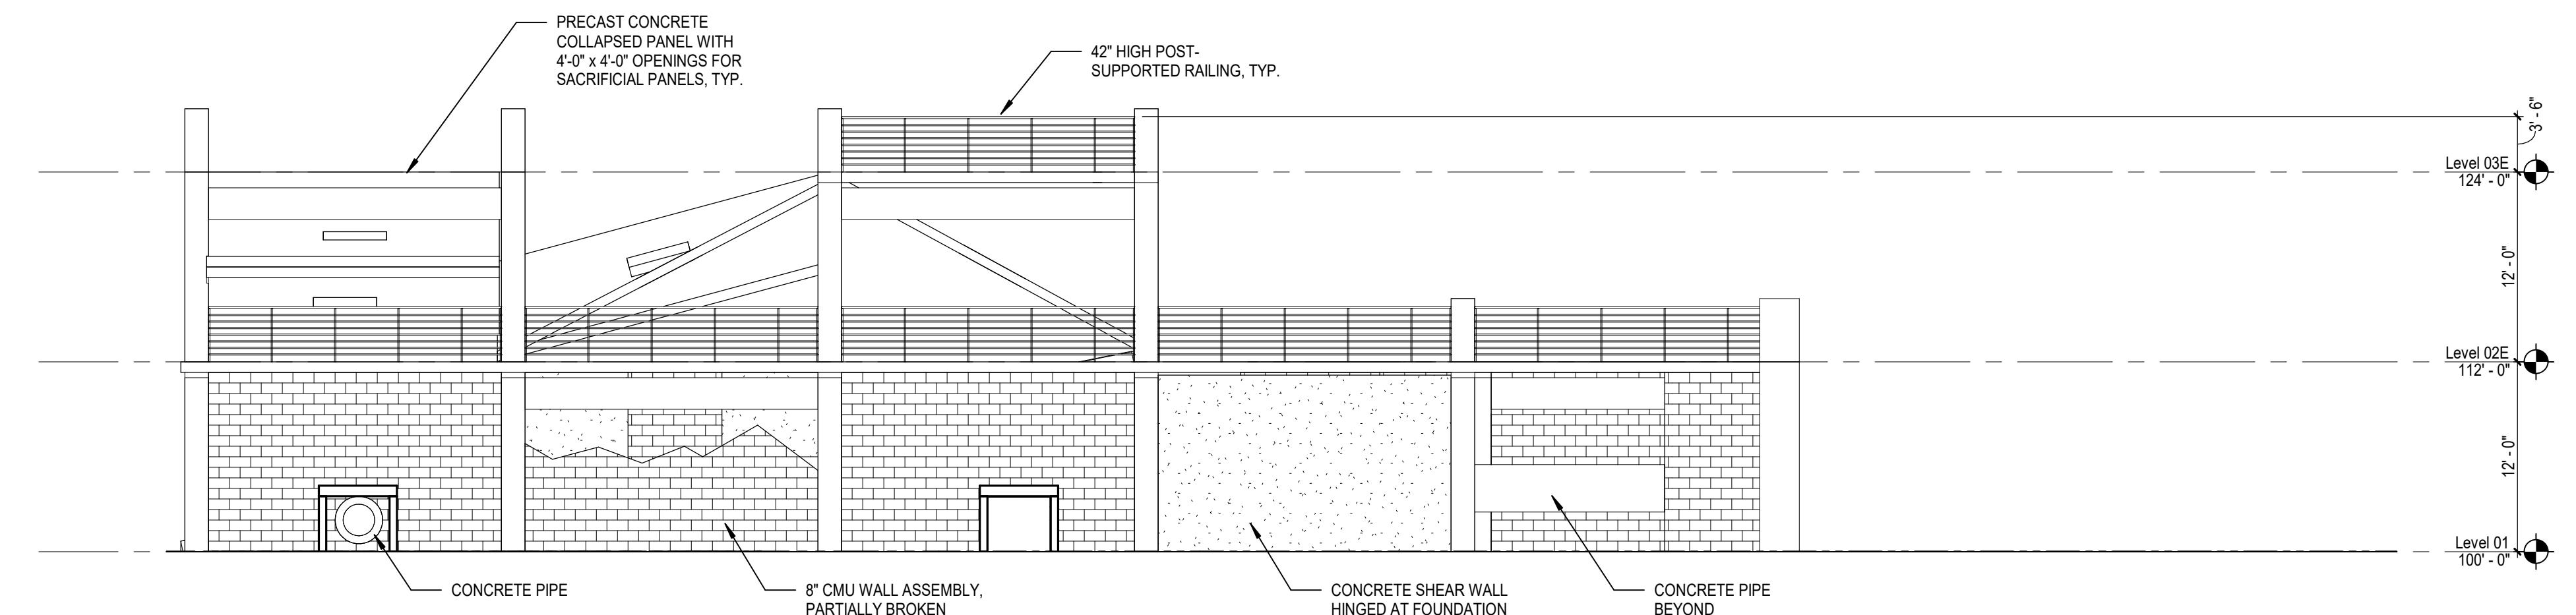 PRECAST CONCRETE
COLLAPSED PANEL WITH
4'-0" x 4'-0" OPENINGS FOR
SACRIFICIAL PANELS, TYP.
42" HIGH POST-
SUPPORTED RAILING, TYP.
3' - 6"
Level 03E
124' - 0"
12' - 0"
Level 02E
112' - 0"
12' - 0"
Level 01
100' - 0"
CONCRETE PIPE
8" CMU WALL ASSEMBLY,
PARTIALLY BROKEN
CONCRETE SHEAR WALL
HINGED AT FOUNDATION
CONCRETE PIPE
BEYOND